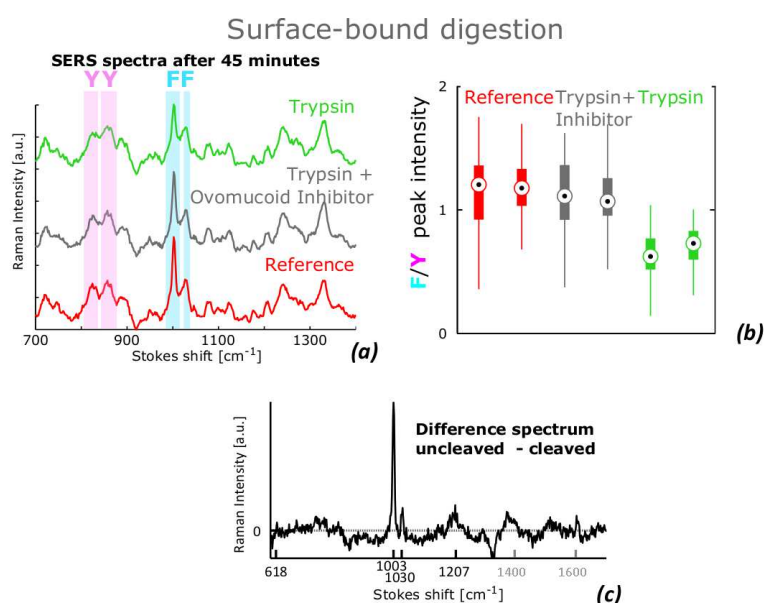 Surface-bound digestion
SERS spectra after 45 minutes
Y Y FF
Trypsin
Trypsin +
Ovomucoid Inhibitor
Reference
Raman Intensity [a.u.]
700 900 1100 1300
Stokes shift [cm⁻¹]
(a)
F/Y peak intensity
2
1
0
Reference Trypsin+ Trypsin
Inhibitor
(b)
Raman Intensity [a.u.]
0
Difference spectrum
uncleaved - cleaved
618 1003 1207 1400 1600
1030
Stokes shift [cm⁻¹]
(c)